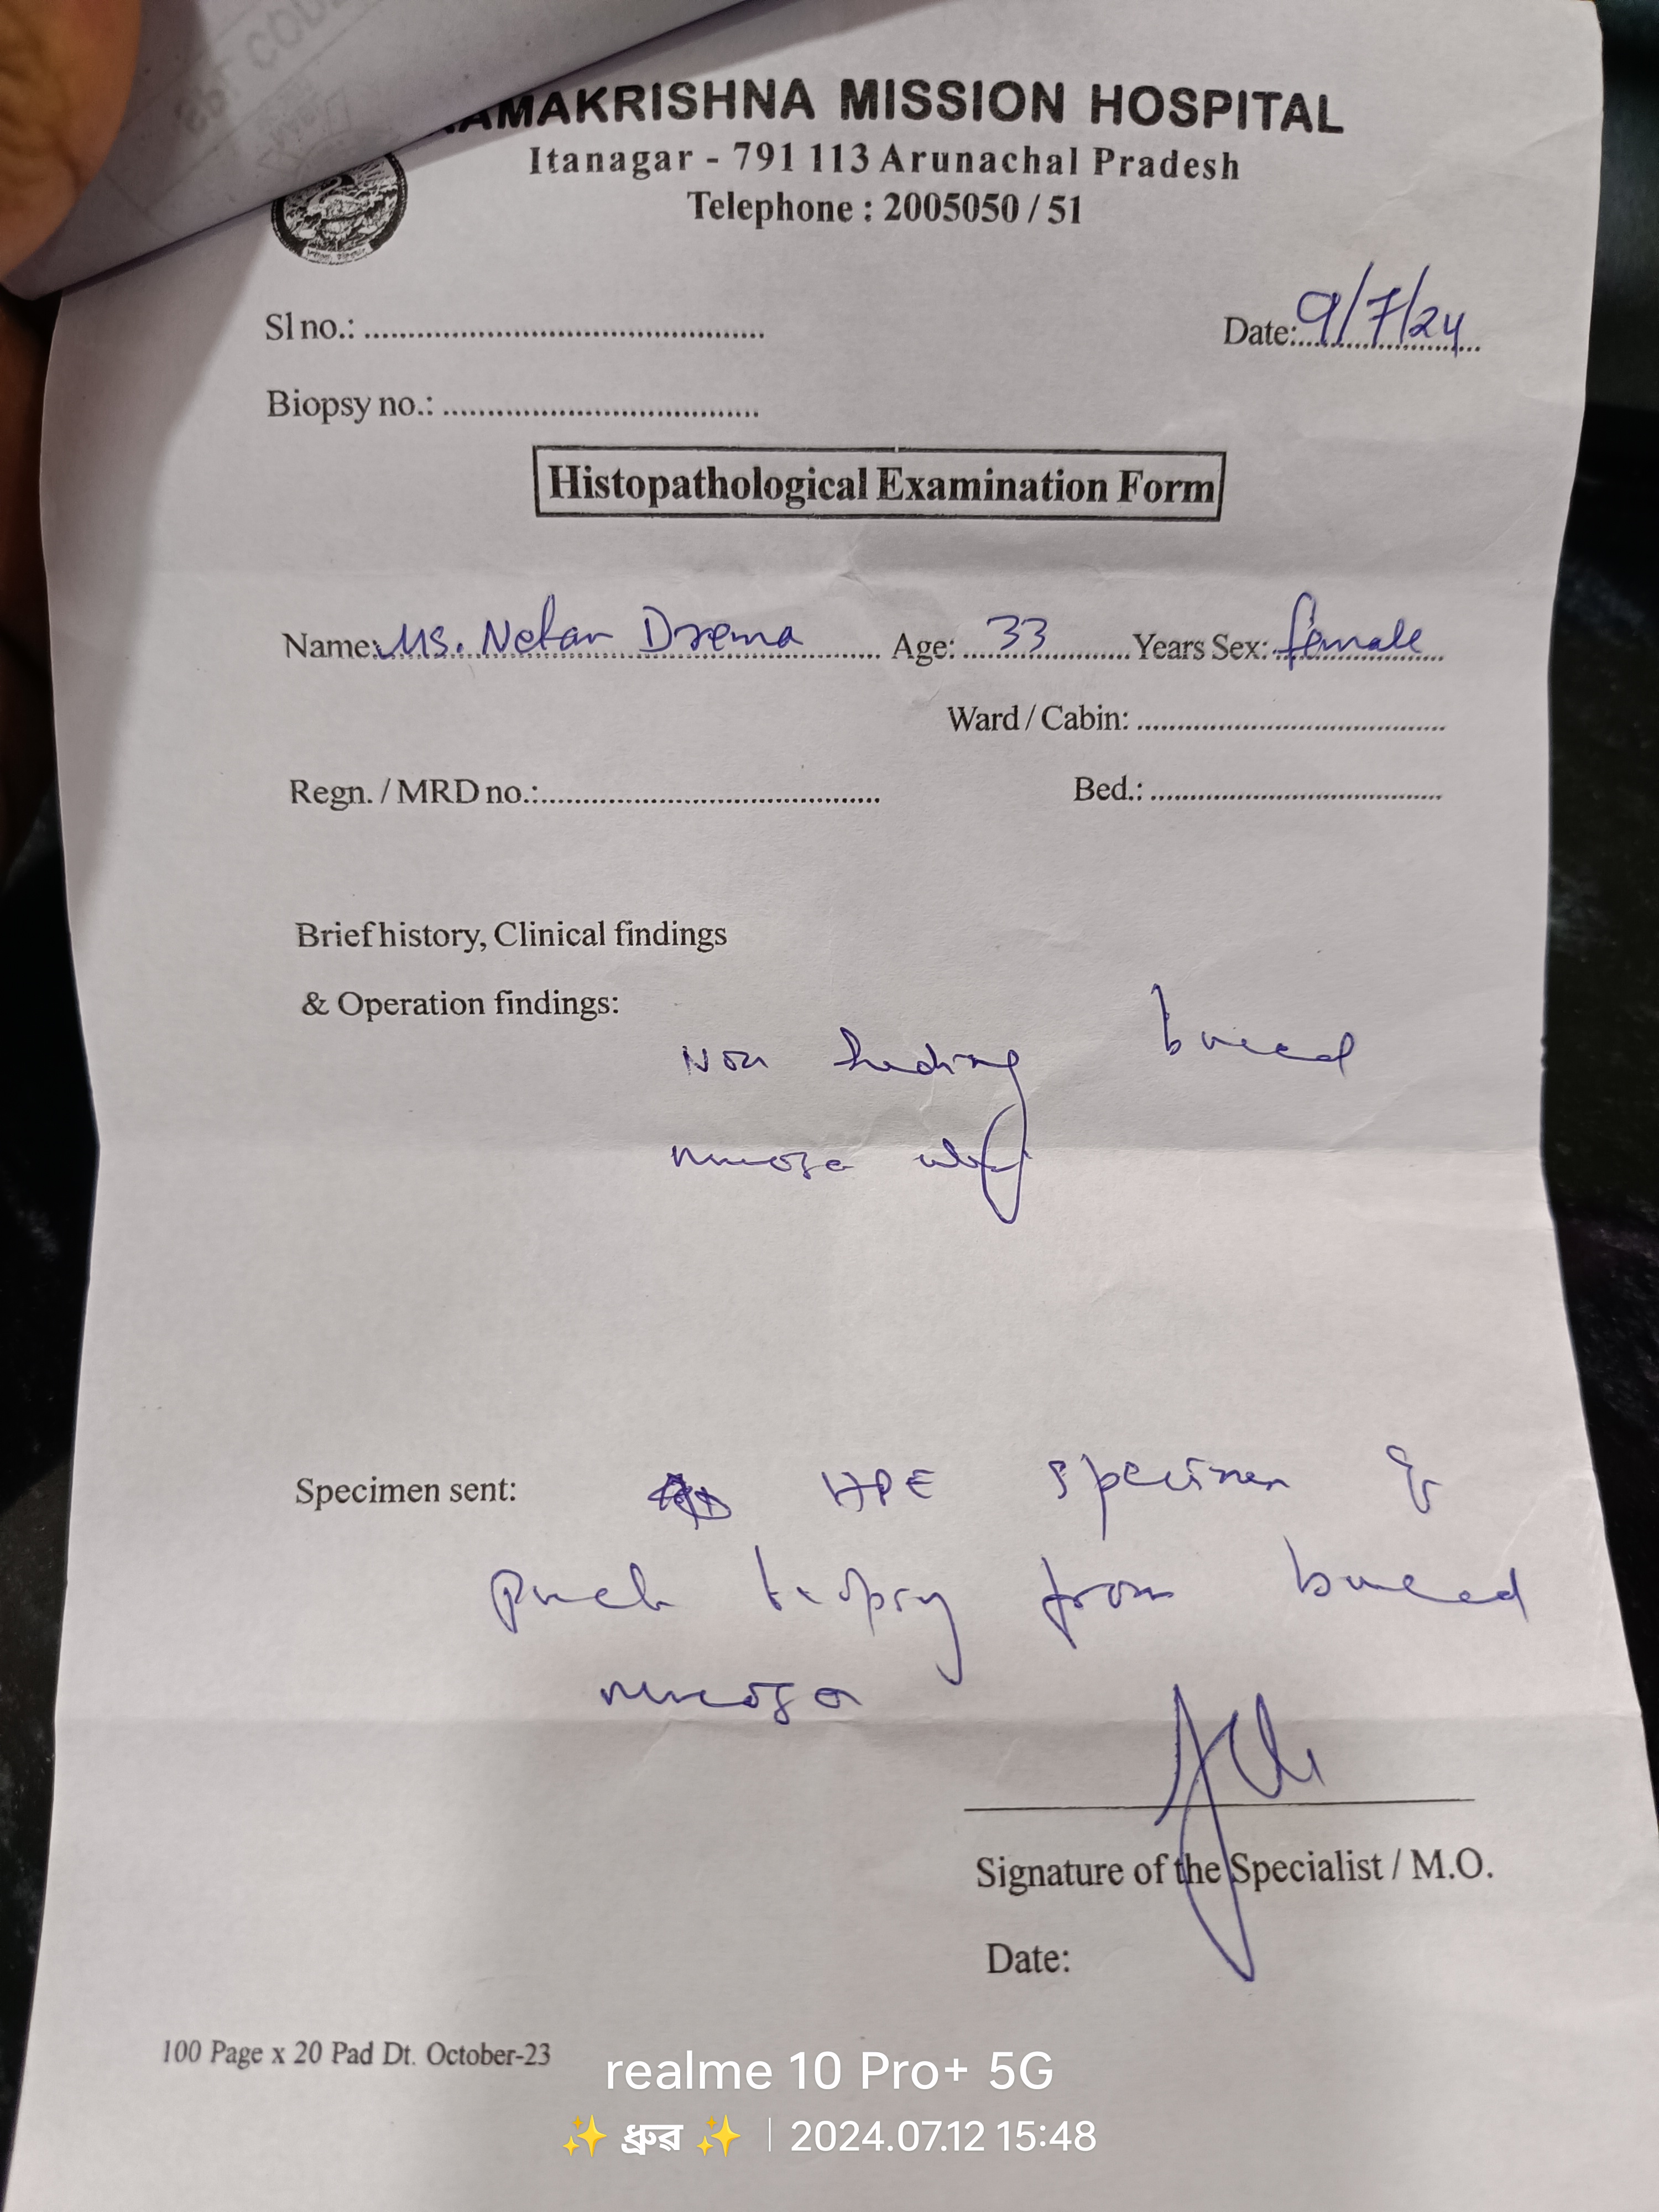 AMAKRISHNA MISSION HOSPITAL
Itanagar - 791 113 Arunachal Pradesh
Telephone : 2005050 / 51
Sl no.: ........................................... Date: 9/7/24
Biopsy no.: ...................................
Histopathological Examination Form
Name: Ms. Nekar Drema Age: 33 Years Sex: female
Ward / Cabin: ...................................
Regn. / MRD no.:...................................... Bed.: .................................
Brief history, Clinical findings
& Operation findings:
Non healing buccal
mucosa
Specimen sent: HPE specimen of
punch biopsy from buccal
mucosa
Signature of the Specialist / M.O.
Date:
100 Page x 20 Pad Dt. October-23
realme 10 Pro+ 5G
✨ ধ্রুৱ ✨ | 2024.07.12 15:48